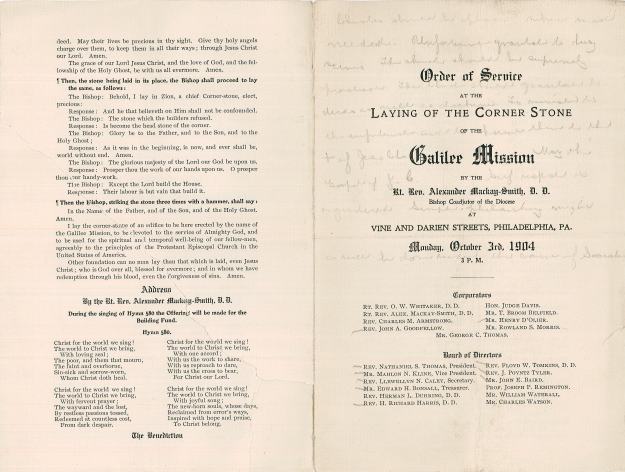 deed. May their lives be precious in thy sight. Give thy holy angels
charge over them, to keep them in all their ways; through Jesus Christ
our Lord. Amen.
The grace of our Lord Jesus Christ, and the love of God, and the fel-
lowship of the Holy Ghost, be with us all evermore. Amen.
¶ Then, the stone being laid in its place, the Bishop shall proceed to lay
the same, as follows:
The Bishop: Behold, I lay in Zion, a chief Corner-stone, elect,
precious:
Response: And he that believeth on Him shall not be confounded.
The Bishop: The stone which the builders refused.
Response: Is become the head stone of the corner.
The Bishop: Glory be to the Father, and to the Son, and to the
Holy Ghost;
Response: As it was in the beginning, is now, and ever shall be,
world without end. Amen.
The Bishop: The glorious majesty of the Lord our God be upon us.
Response: Prosper thou the work of our hands upon us. O prosper
thou our handy-work.
The Bishop: Except the Lord build the House.
Response: Their labour is but vain that build it.
¶ Then the Bishop, striking the stone three times with a hammer, shall say:
In the Name of the Father, and of the Son, and of the Holy Ghost.
Amen.
I lay the corner-stone of an edifice to be here erected by the name of
the Galilee Mission, to be devoted to the service of Almighty God, and
to be used for the spiritual and temporal well-being of our fellow-men,
agreeably to the principles of the Protestant Episcopal Church in the
United States of America.
Other foundation can no man lay than that which is laid, even Jesus
Christ; who is God over all, blessed for evermore; and in whom we have
redemption through his blood, even the forgiveness of sins. Amen.
Address
By the Rt. Rev. Alexander Mackay-Smith, D. D.
During the singing of Hymn 580 the Offering will be made for the
Building Fund.
Hymn 580.
Christ for the world we sing!
The world to Christ we bring,
With loving zeal;
The poor, and them that mourn,
The faint and overborne,
Sin-sick and sorrow-worn,
Whom Christ doth heal.
Christ for the world we sing!
The world to Christ we bring,
With fervent prayer;
The wayward and the lost,
By restless passions tossed,
Redeemed at countless cost
From dark despair.
Christ for the world we sing!
The world to Christ we bring,
With one accord;
With us the work to share,
With us reproach to dare,
With us the cross to bear,
For Christ our Lord.
Christ for the world we sing!
The world to Christ we bring,
With joyful song;
The new-born souls, whose days,
Reclaimed from error's ways,
Inspired with hope and praise,
To Christ belong.
The Benediction
Order of Service
AT THE
LAYING OF THE CORNER STONE
OF THE
Galilee Mission
BY THE
Rt. Rev. Alexander Mackay-Smith, D. D.
Bishop Coadjutor of the Diocese
AT
VINE AND DARIEN STREETS, PHILADELPHIA, PA.
Monday, October 3rd, 1904
3 P. M.
Corporators
RT. REV. O. W. WHITAKER, D. D.
RT. REV. ALEX. MACKAY-SMITH, D. D.
REV. CHARLES M. ARMSTRONG.
REV. JOHN A. GOODFELLOW.
HON. JUDGE DAVIS.
MR. T. BROOM BELFIELD.
MR. HENRY D'OLIER.
MR. ROWLAND S. MORRIS.
MR. GEORGE C. THOMAS.
Board of Directors
REV. NATHANIEL S. THOMAS, President
MR. MAHLON N. KLINE, Vice President.
REV. LLEWELLYN N. CALEY, Secretary.
MR. EDWARD H. BONSALL, Treasurer.
REV. HERMAN L. DUHRING, D. D.
REV. H. RICHARD HARRIS, D. D.
REV. FLOYD W. TOMKINS, D. D.
REV. J. POYNTZ TYLER.
MR. JOHN E. BAIRD.
PROF. JOSEPH P. REMINGTON.
MR. WILLIAM WATERALL.
MR. CHARLES WATSON.